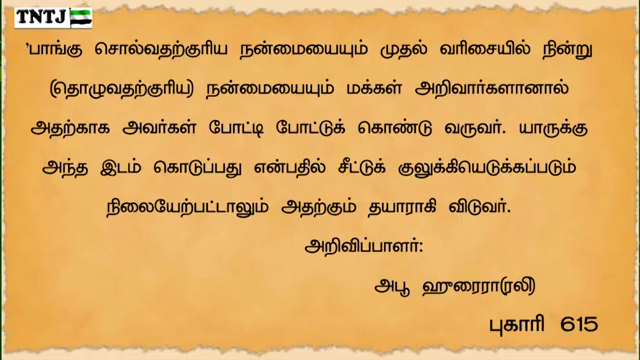 TNTJ
'பாங்கு சொல்வதற்குரிய நன்மையையும் முதல் வரிசையில் நின்று
(தொழுவதற்குரிய) நன்மையையும் மக்கள் அறிவார்களானால்
அதற்காக அவர்கள் போட்டி போட்டுக் கொண்டு வருவர். யாருக்கு
அந்த இடம் கொடுப்பது என்பதில் சீட்டுக் குலுக்கியெடுக்கப்படும்
நிலையேற்பட்டாலும் அதற்கும் தயாராகி விடுவர்.
அறிவிப்பாளர்:
அபூ ஹுரைரா(ரலி)
புகாரி 615